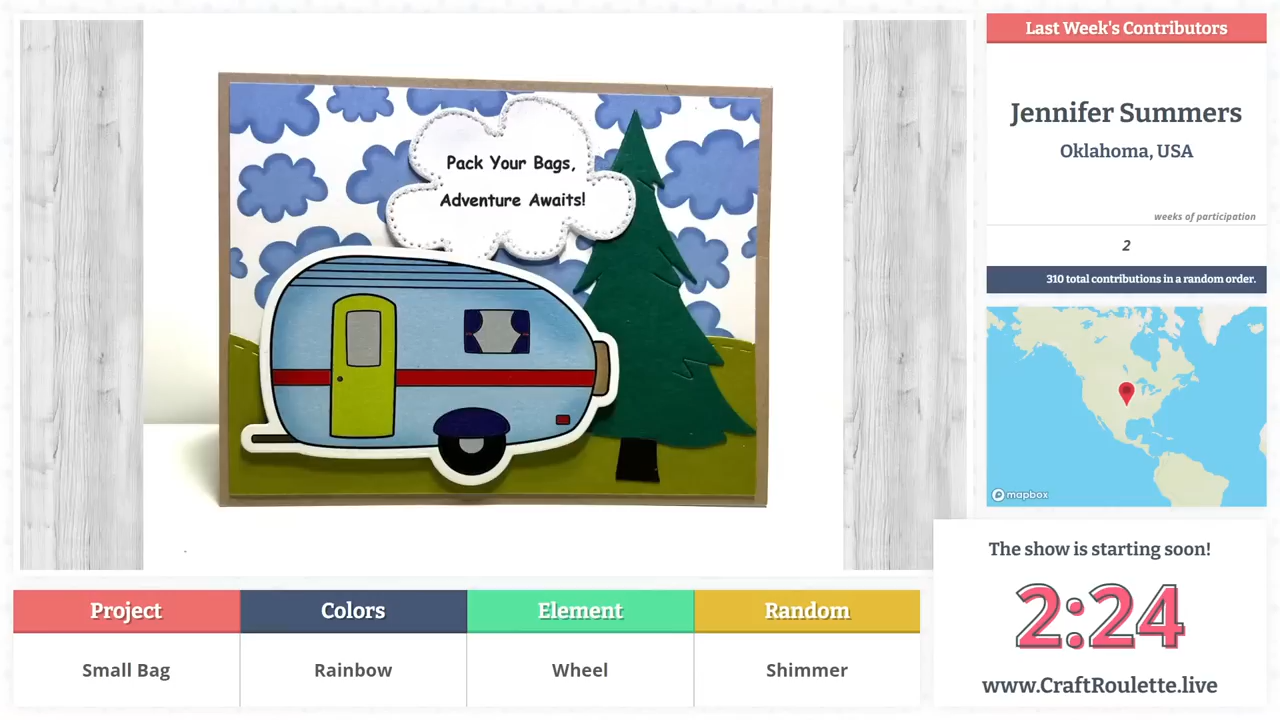 Last Week's Contributors
Jennifer Summers
Oklahoma, USA
weeks of participation
2
310 total contributions in a random order.
Pack Your Bags,
Adventure Awaits!
mapbox
The show is starting soon!
2:24
www.CraftRoulette.live
Project
Colors
Element
Random
Small Bag
Rainbow
Wheel
Shimmer